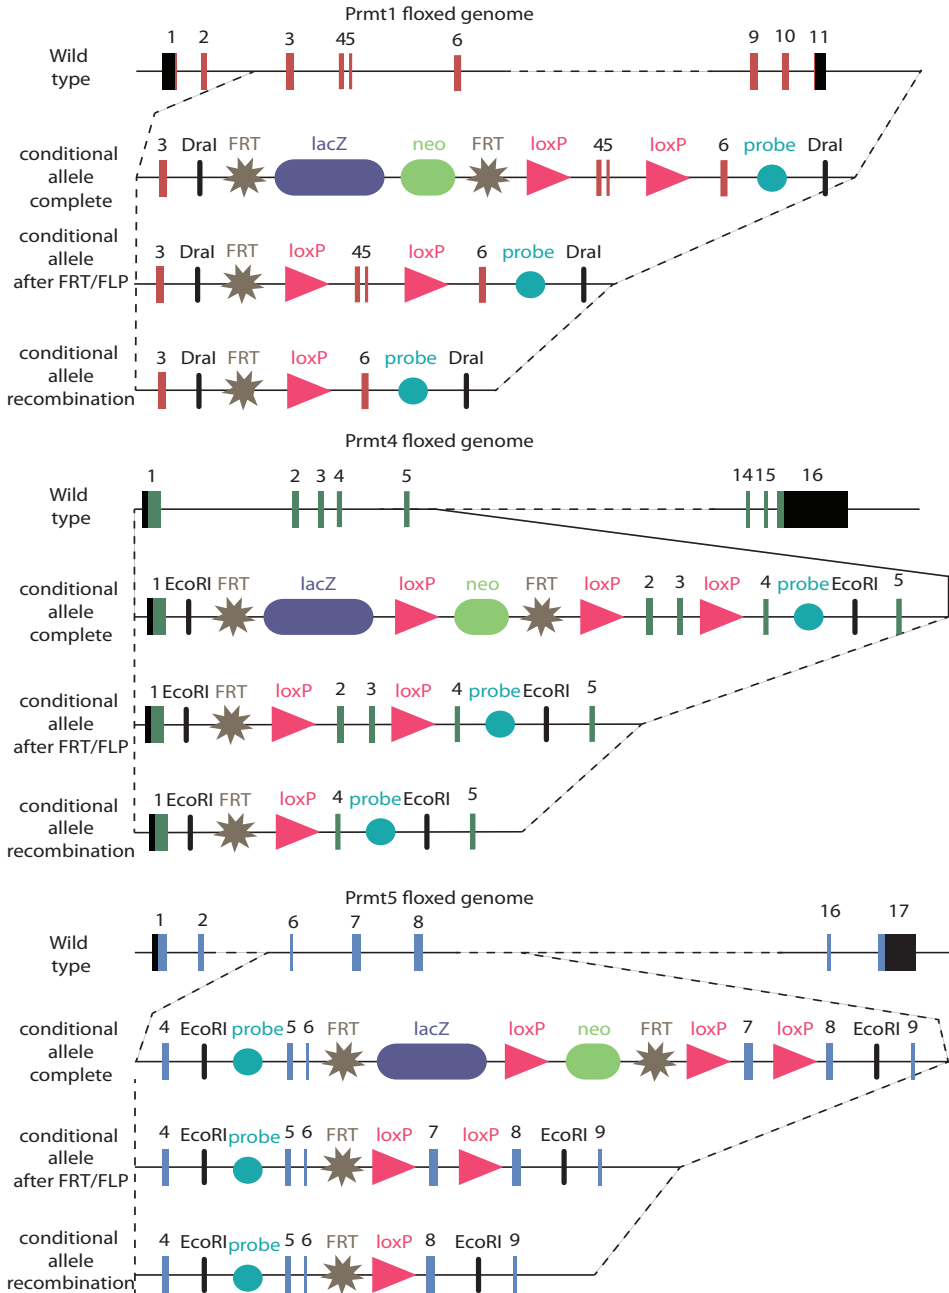 Prmt1 floxed genome
Wild type
1 2 3 45 6 9 10 11
conditional allele complete
3 DraI FRT lacZ neo FRT loxP 45 loxP 6 probe DraI
conditional allele after FRT/FLP
3 DraI FRT loxP 45 loxP 6 probe DraI
conditional allele recombination
3 DraI FRT loxP 6 probe DraI
Prmt4 floxed genome
Wild type
1 2 3 4 5 14 15 16
conditional allele complete
1 EcoRI FRT lacZ loxP neo FRT loxP 2 3 loxP 4 probe EcoRI 5
conditional allele after FRT/FLP
1 EcoRI FRT loxP 2 3 loxP 4 probe EcoRI 5
conditional allele recombination
1 EcoRI FRT loxP 4 probe EcoRI 5
Prmt5 floxed genome
Wild type
1 2 6 7 8 16 17
conditional allele complete
4 EcoRI probe 5 6 FRT lacZ loxP neo FRT loxP 7 loxP 8 EcoRI 9
conditional allele after FRT/FLP
4 EcoRI probe 5 6 FRT loxP 7 loxP 8 EcoRI 9
conditional allele recombination
4 EcoRI probe 5 6 FRT loxP 8 EcoRI 9